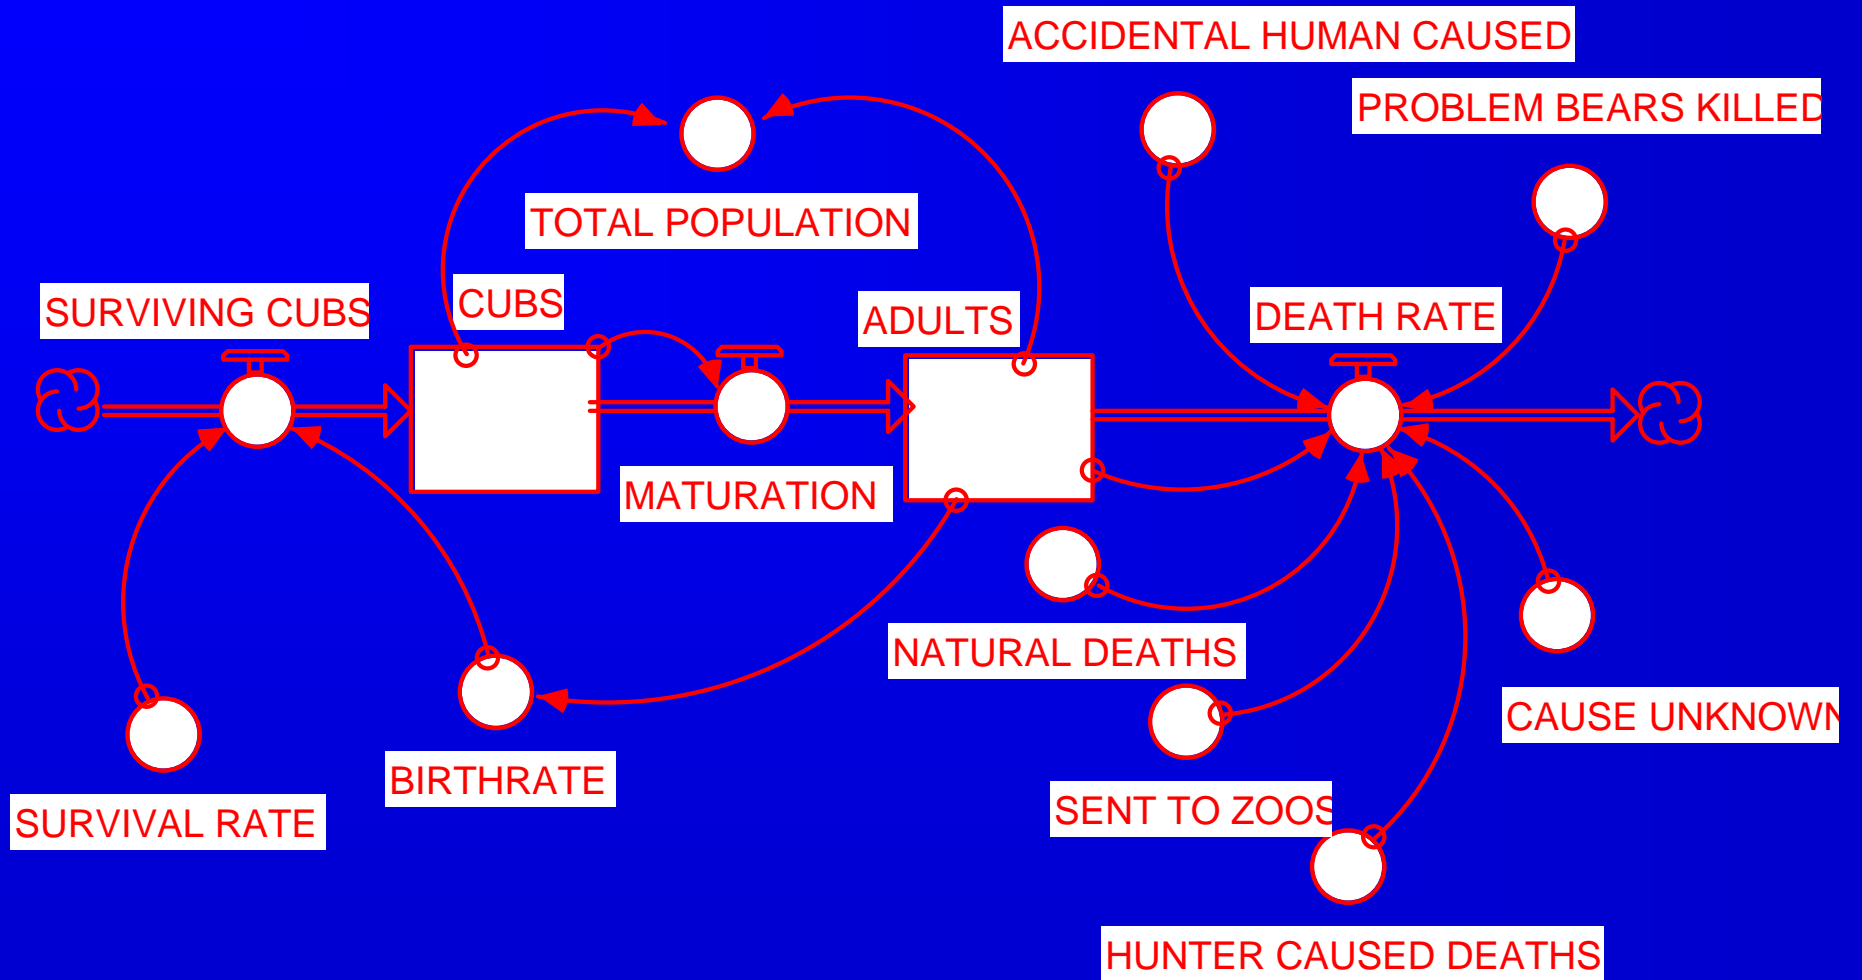 ACCIDENTAL HUMAN CAUSED
PROBLEM BEARS KILLED
TOTAL POPULATION
SURVIVING CUBS
CUBS
ADULTS
DEATH RATE
MATURATION
NATURAL DEATHS
CAUSE UNKNOWN
BIRTHRATE
SENT TO ZOOS
SURVIVAL RATE
HUNTER CAUSED DEATHS